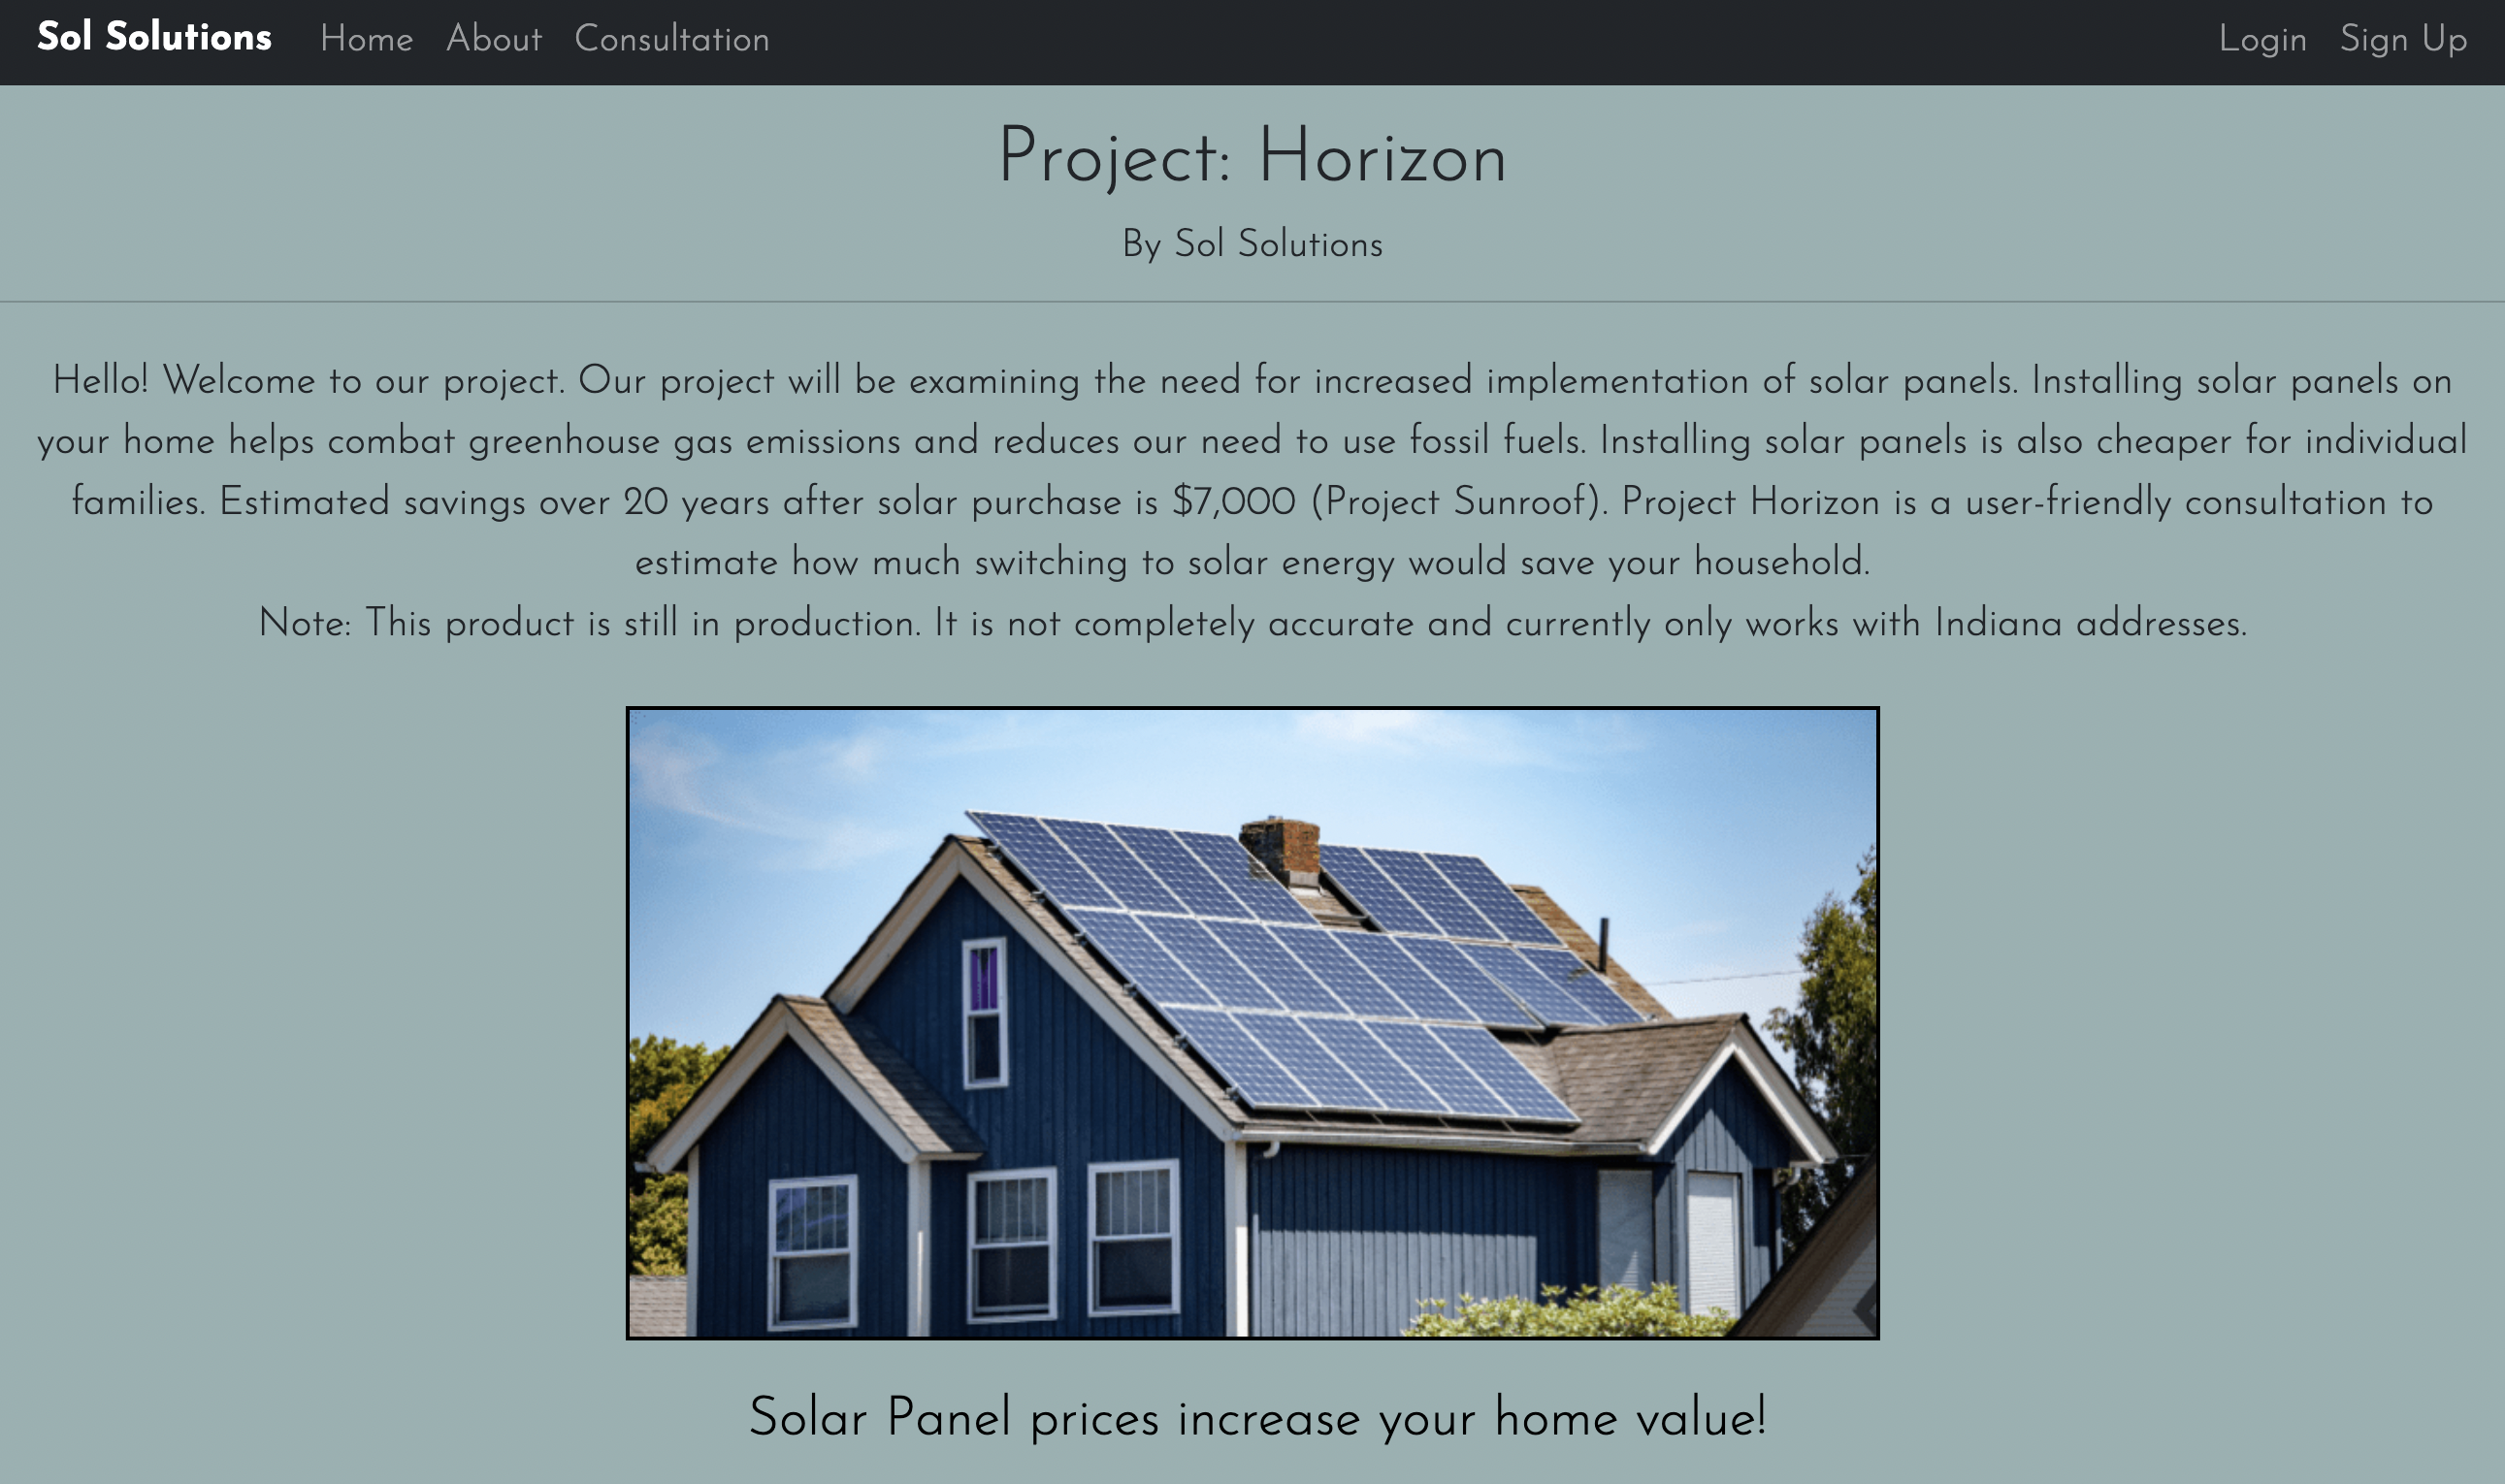 Sol Solutions Home About Consultation Login Sign Up
Project: Horizon
By Sol Solutions
Hello! Welcome to our project. Our project will be examining the need for increased implementation of solar panels. Installing solar panels on
your home helps combat greenhouse gas emissions and reduces our need to use fossil fuels. Installing solar panels is also cheaper for individual
families. Estimated savings over 20 years after solar purchase is $7,000 (Project Sunroof). Project Horizon is a user-friendly consultation to
estimate how much switching to solar energy would save your household.
Note: This product is still in production. It is not completely accurate and currently only works with Indiana addresses.
Solar Panel prices increase your home value!